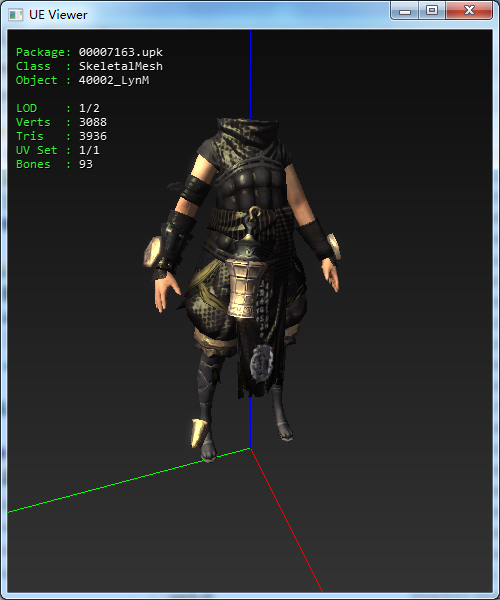 UE Viewer
Package: 00007163.upk
Class : SkeletalMesh
Object : 40002_LynM
LOD : 1/2
Verts : 3088
Tris : 3936
UV Set : 1/1
Bones : 93